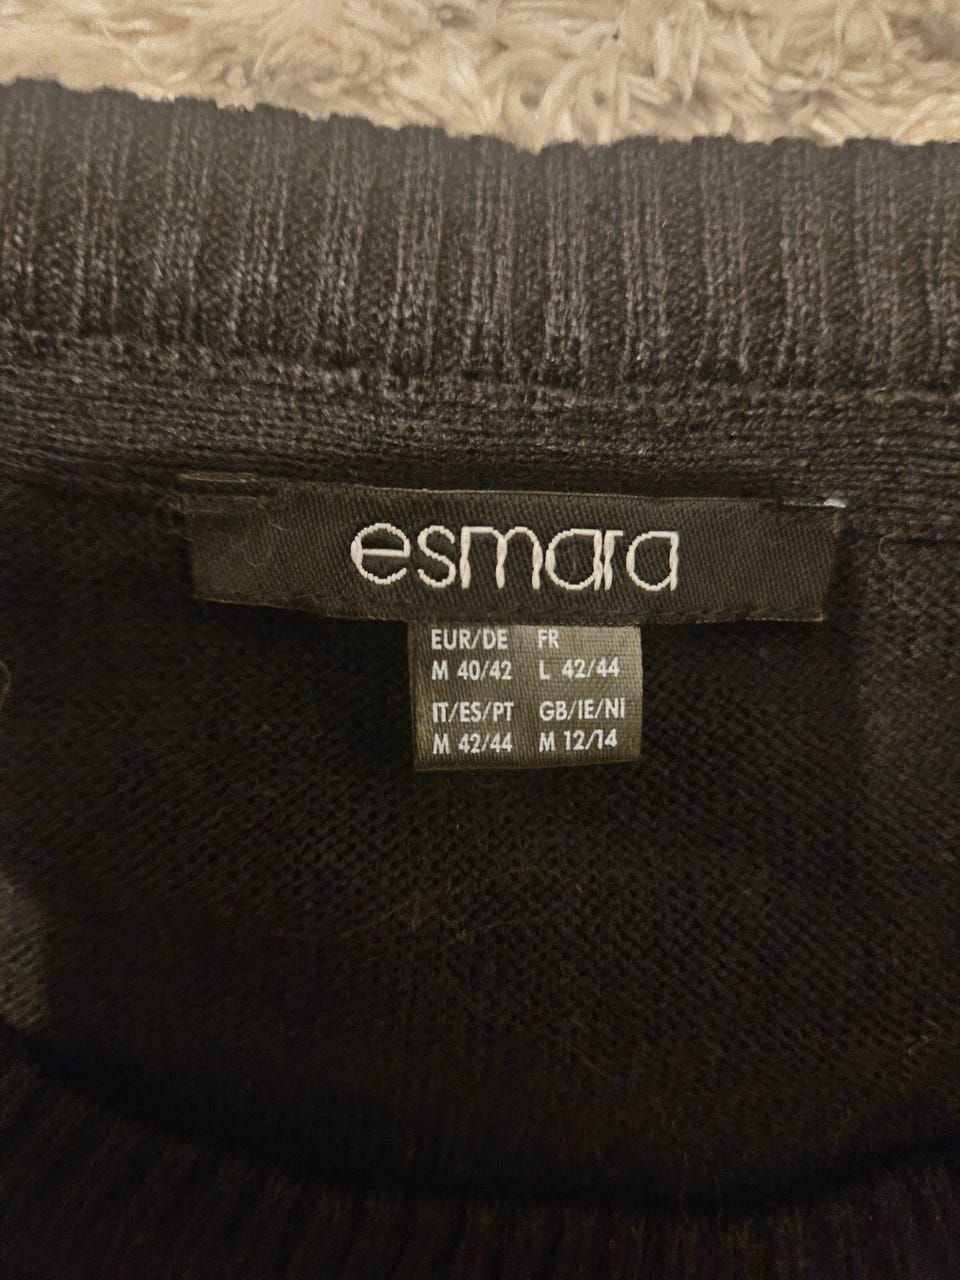 esmara
EUR/DE FR
M 40/42 L 42/44
IT/ES/PT GB/IE/NI
M 42/44 M 12/14